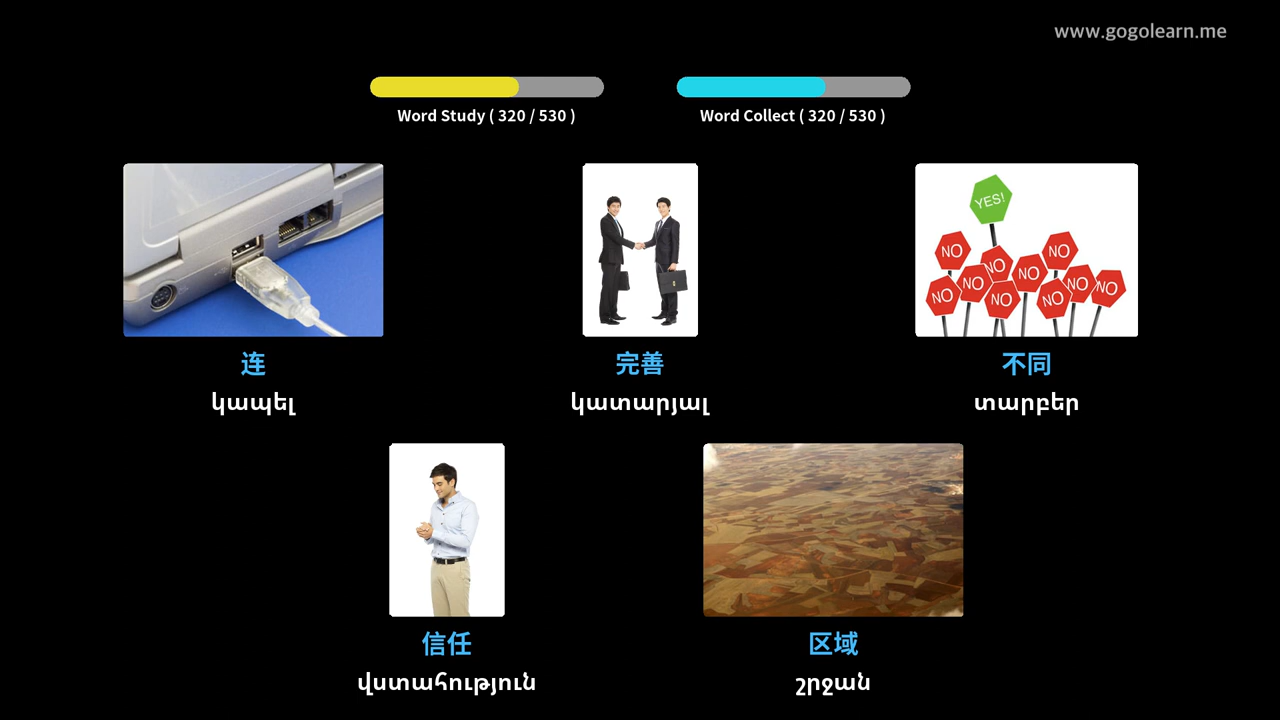 www.gogolearn.me
Word Study ( 320 / 530 )
Word Collect ( 320 / 530 )
YES!
NO
NO
NO
NO
NO
NO
NO
NO
NO
连
完善
不同
կապել
կատարյալ
տարբեր
信任
区域
վստահություն
շրջան